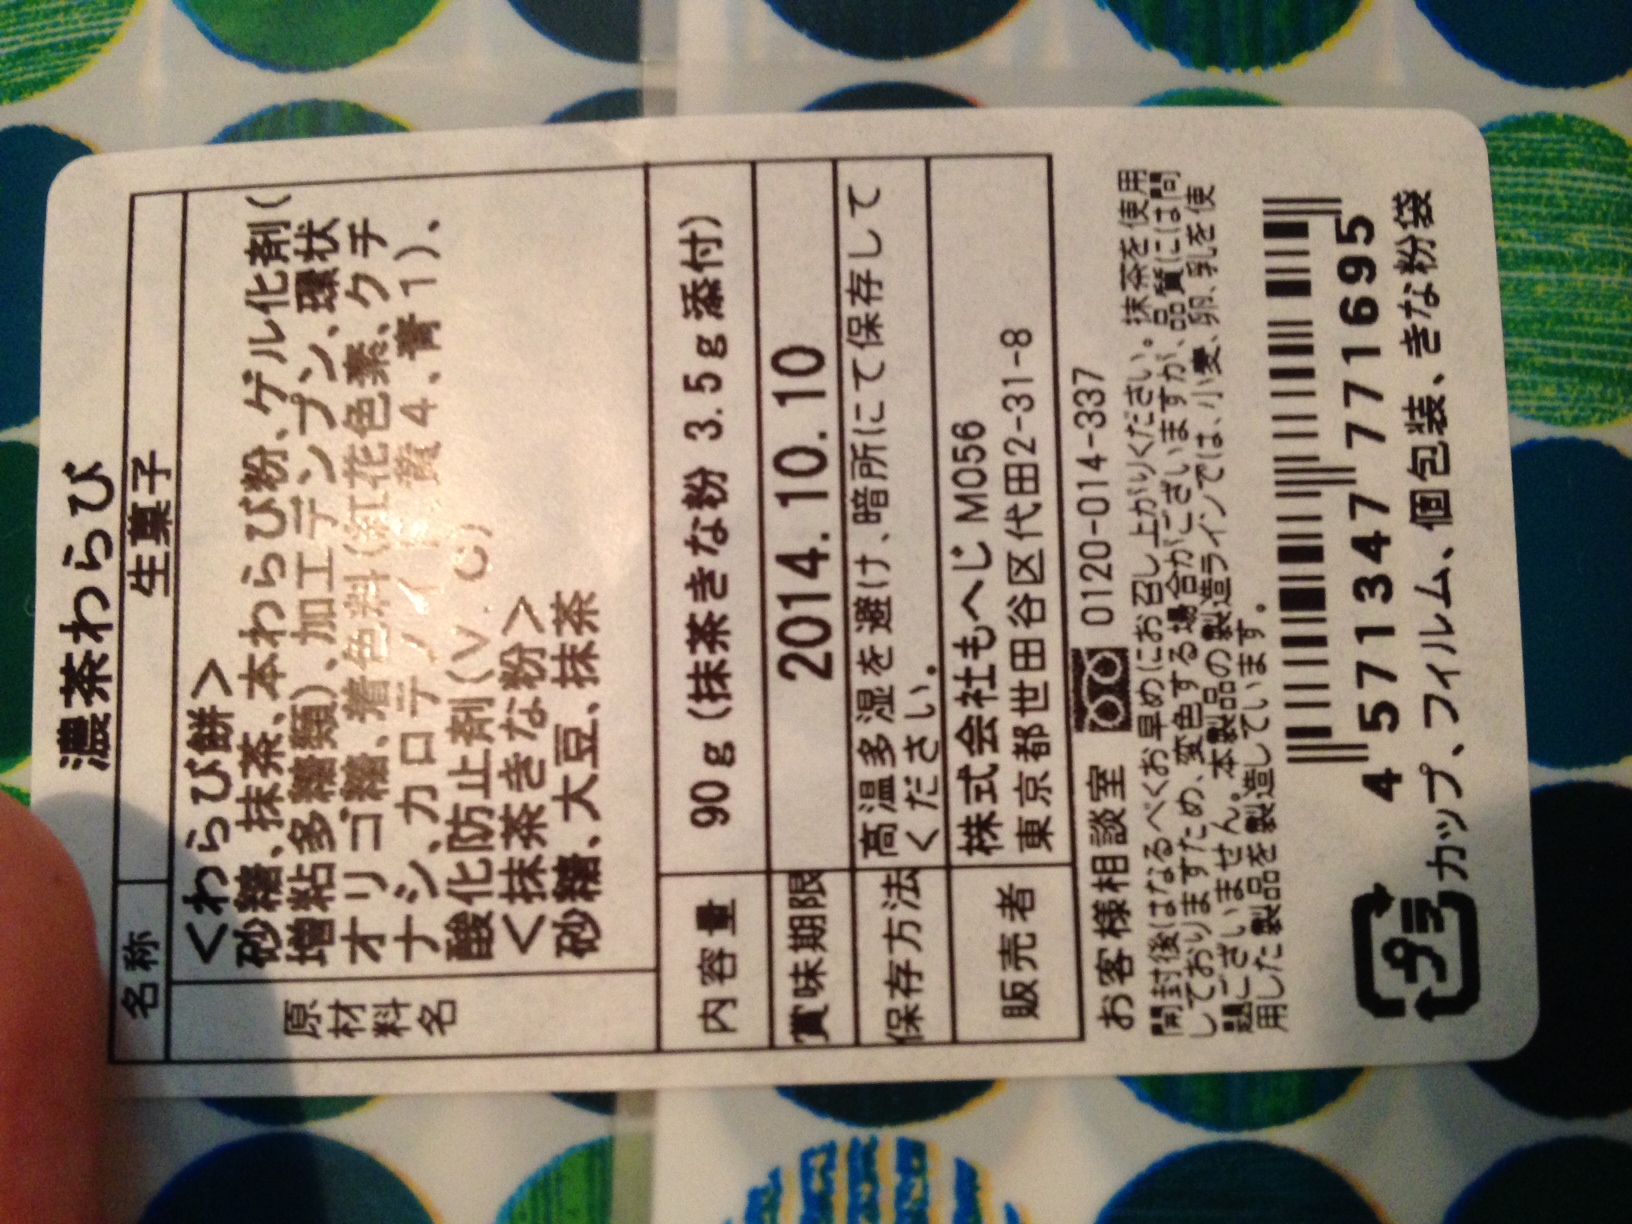 濃茶わらび
名称 生菓子
原材料名
＜わらび餅＞
砂糖、抹茶、本わらび粉、ゲル化剤(
増粘多糖類)、加工デンプン、環状
オリゴ糖、着色料(紅花色素、クチ
ナシ、カロテノイド、黄４、青１)、
酸化防止剤(V.C)
＜抹茶きな粉＞
砂糖、大豆、抹茶
内容量 90g(抹茶きな粉 3.5g添付)
賞味期限 2014.10.10
保存方法 高温多湿を避け、暗所にて保存して
ください。
販売者 株式会社もへじ M056
東京都世田谷区代田2-31-8
お客様相談室 0120-014-337
開封後はなるべくお早めにお召し上がりください。抹茶を使用
しておりますため、変色する場合がございますが、品質には問
題ございません。本製品の製造ラインでは、小麦、卵、乳を使
用した製品を製造しています。
4 571347 771695
プラ カップ、フィルム、個包装、きな粉袋